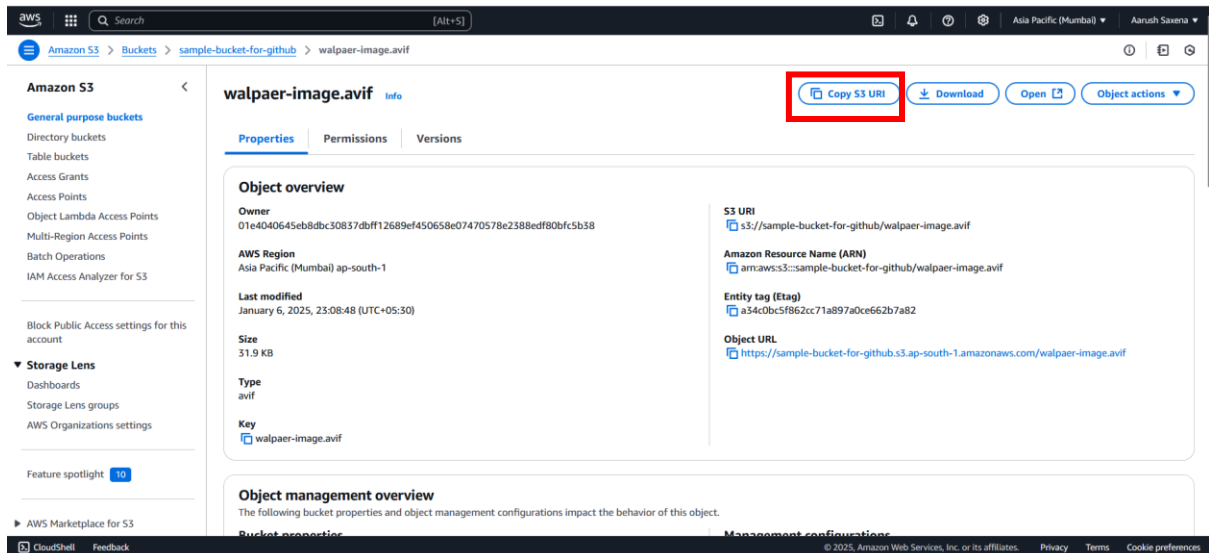 aws
Search [Alt+S]
Asia Pacific (Mumbai) ▼ Aarush Saxena ▼
Amazon S3 > Buckets > sample-bucket-for-github > walpaer-image.avif
Amazon S3
General purpose buckets
Directory buckets
Table buckets
Access Grants
Access Points
Object Lambda Access Points
Multi-Region Access Points
Batch Operations
IAM Access Analyzer for S3
Block Public Access settings for this
account
▼ Storage Lens
Dashboards
Storage Lens groups
AWS Organizations settings
Feature spotlight 10
▶ AWS Marketplace for S3
walpaer-image.avif Info
Copy S3 URI Download Open Object actions ▼
Properties Permissions Versions
Object overview
Owner
01e4040645eb8dbc30837dbff12689ef450658e07470578e2388edf80bfc5b38
AWS Region
Asia Pacific (Mumbai) ap-south-1
Last modified
January 6, 2025, 23:08:48 (UTC+05:30)
Size
31.9 KB
Type
avif
Key
walpaer-image.avif
S3 URI
s3://sample-bucket-for-github/walpaer-image.avif
Amazon Resource Name (ARN)
arn:aws:s3:::sample-bucket-for-github/walpaer-image.avif
Entity tag (Etag)
a34c0bc5f862cc71a897a0ce662b7a82
Object URL
https://sample-bucket-for-github.s3.ap-south-1.amazonaws.com/walpaer-image.avif
Object management overview
The following bucket properties and object management configurations impact the behavior of this object.
Bucket properties Management configurations
CloudShell Feedback © 2025, Amazon Web Services, Inc. or its affiliates. Privacy Terms Cookie preferences